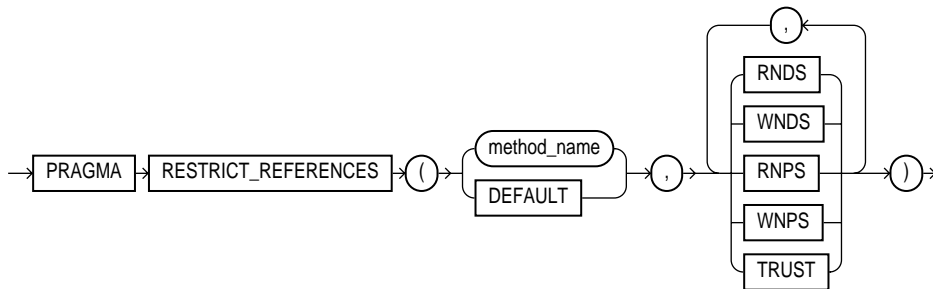 ,
RNDS
WNDS
method_name
PRAGMA RESTRICT_REFERENCES ( , RNPS )
DEFAULT
WNPS
TRUST